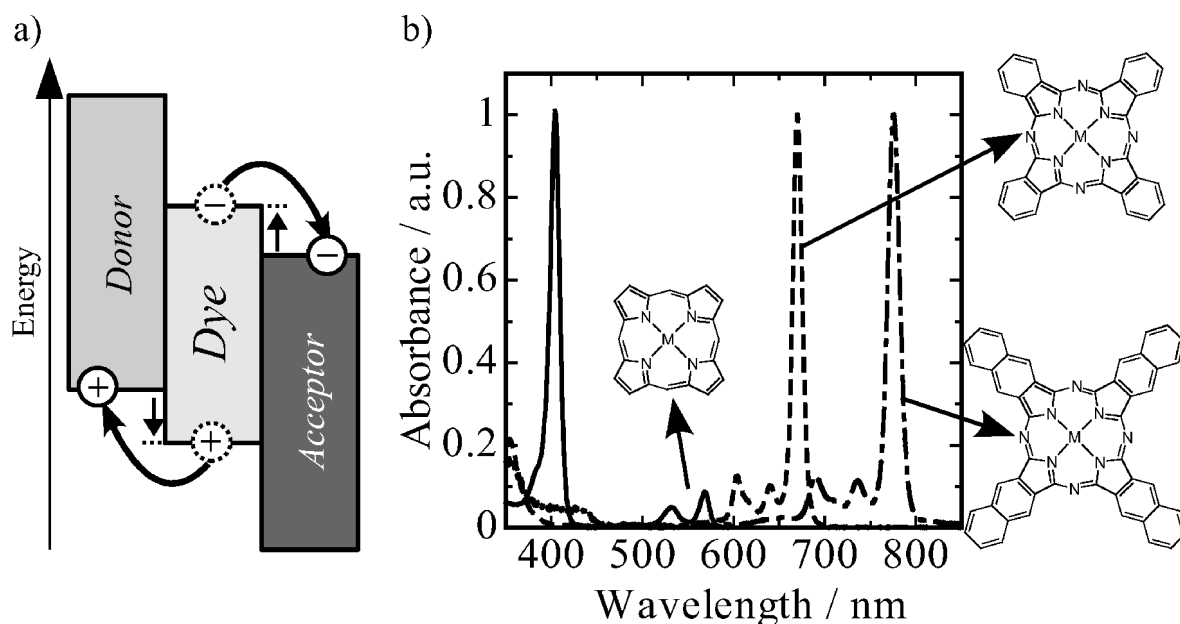 a)
Energy
Donor
Dye
Acceptor
−
−
+
+
b)
Absorbance / a.u.
1
0.8
0.6
0.4
0.2
0
400 500 600 700 800
Wavelength / nm
N
N
N
N
M
N
N
N
N
N
N
N
N
M
N
N
N
N
N
N
N
N
M